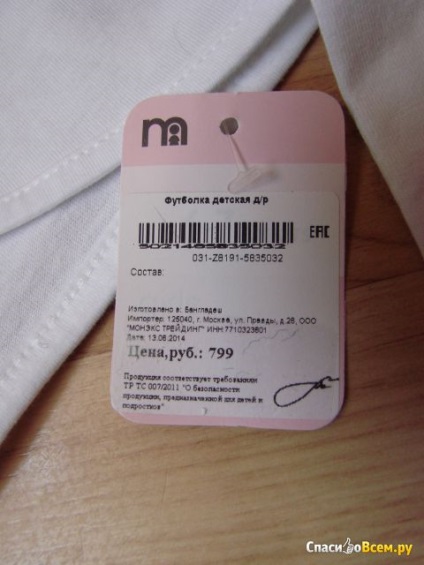 m
Футболка детская д/р
5021465835032
EAC
031-Z8191-5835032
Состав:
Изготовлено в: Бангладеш
Импортер: 125040, г. Москва, ул. Правды, д.26, ООО
"МОНЭКС ТРЕЙДИНГ" ИНН 7710323601
Дата: 13.08.2014
Цена,руб.: 799
Продукция соответствует требованиям
ТР ТС 007/2011 "О безопасности
продукции, предназначенной для детей и
подростков"
СпасибоВсем.ру